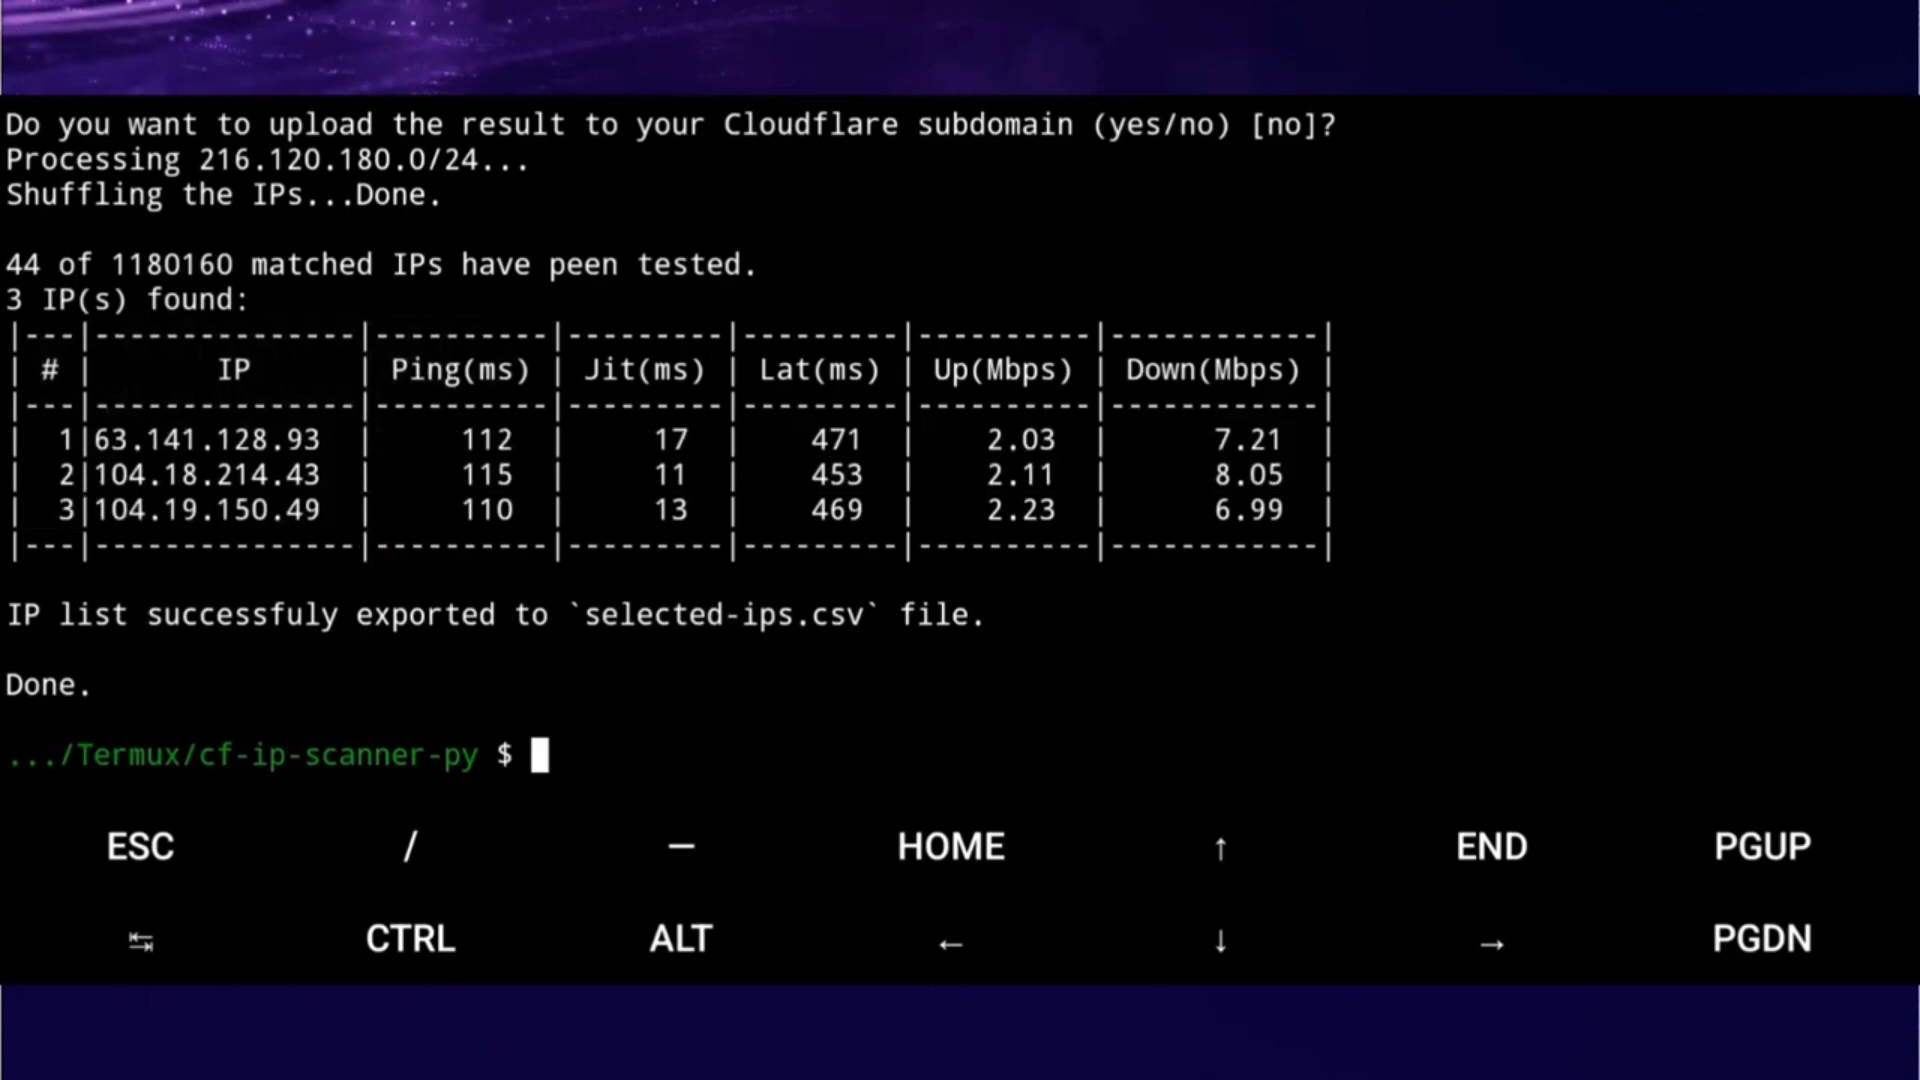 Do you want to upload the result to your Cloudflare subdomain (yes/no) [no]?
Processing 216.120.180.0/24...
Shuffling the IPs...Done.
44 of 1180160 matched IPs have peen tested.
3 IP(s) found:
|---|---------------|----------|---------|---------|----------|------------|
| # | IP | Ping(ms) | Jit(ms) | Lat(ms) | Up(Mbps) | Down(Mbps) |
|---|---------------|----------|---------|---------|----------|------------|
| 1|63.141.128.93 | 112 | 17 | 471 | 2.03 | 7.21 |
| 2|104.18.214.43 | 115 | 11 | 453 | 2.11 | 8.05 |
| 3|104.19.150.49 | 110 | 13 | 469 | 2.23 | 6.99 |
|---|---------------|----------|---------|---------|----------|------------|
IP list successfuly exported to `selected-ips.csv` file.
Done.
.../Termux/cf-ip-scanner-py $
ESC / — HOME ↑ END PGUP
↹ CTRL ALT ← ↓ → PGDN